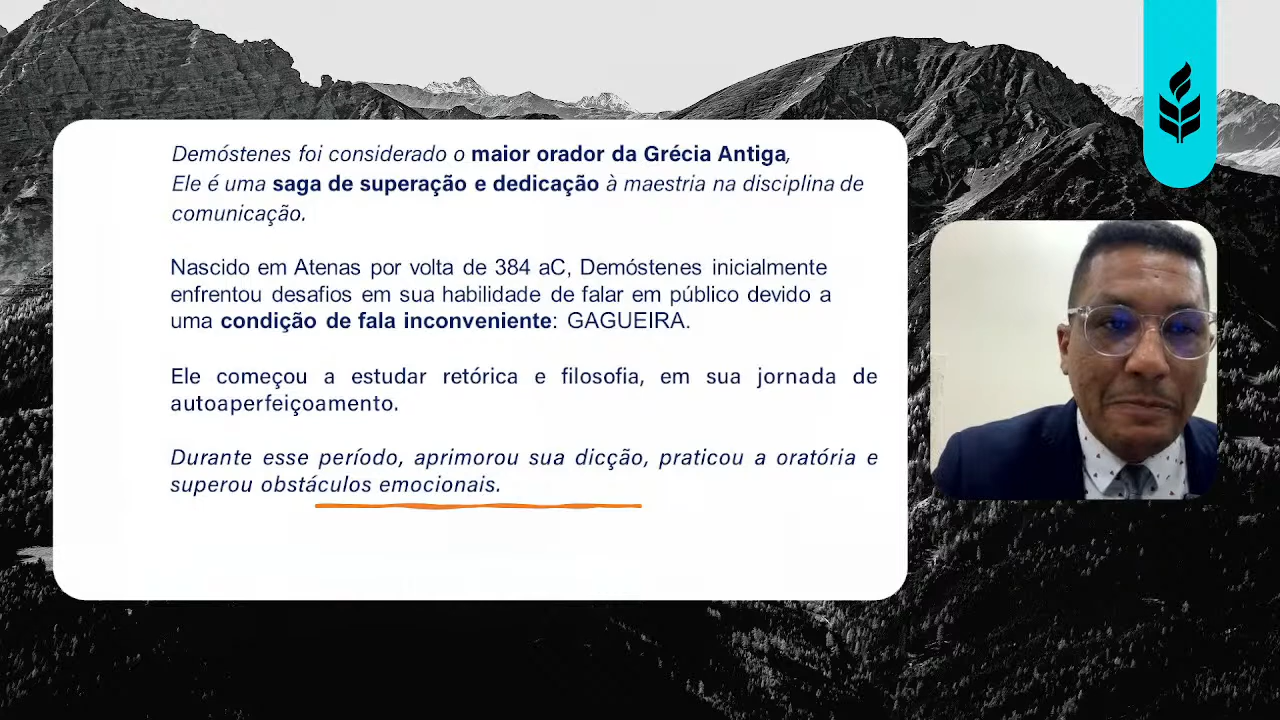 Demóstenes foi considerado o maior orador da Grécia Antiga,
Ele é uma saga de superação e dedicação à maestria na disciplina de
comunicação.
Nascido em Atenas por volta de 384 aC, Demóstenes inicialmente
enfrentou desafios em sua habilidade de falar em público devido a
uma condição de fala inconveniente: GAGUEIRA.
Ele começou a estudar retórica e filosofia, em sua jornada de
autoaperfeiçoamento.
Durante esse período, aprimorou sua dicção, praticou a oratória e
superou obstáculos emocionais.